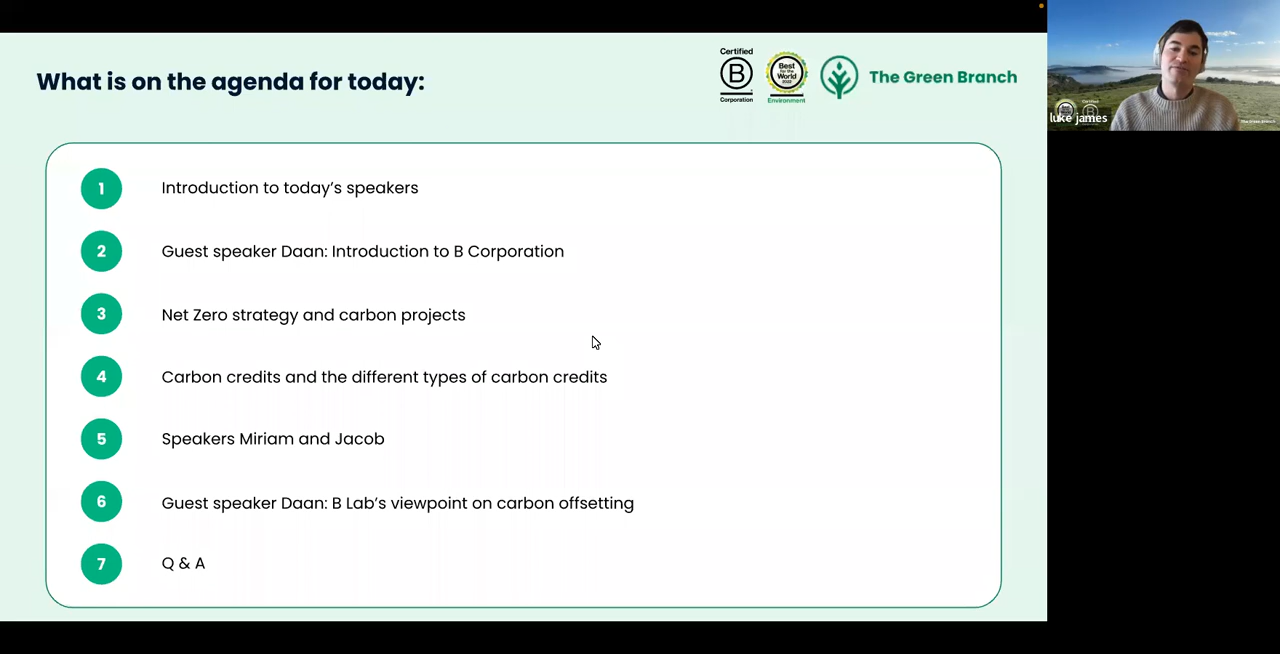 What is on the agenda for today:
Certified
B
Corporation
Best
for the
World
2022
Environment
The Green Branch
luke james
1
Introduction to today’s speakers
2
Guest speaker Daan: Introduction to B Corporation
3
Net Zero strategy and carbon projects
4
Carbon credits and the different types of carbon credits
5
Speakers Miriam and Jacob
6
Guest speaker Daan: B Lab’s viewpoint on carbon offsetting
7
Q & A